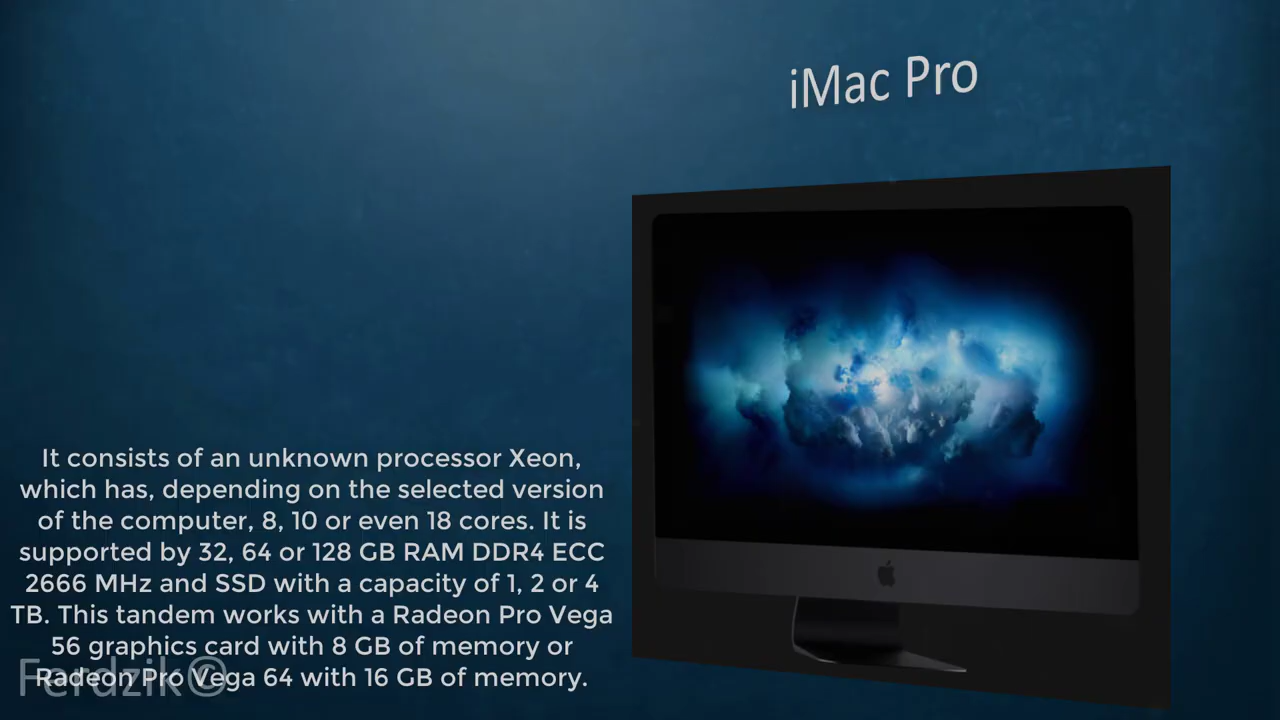 iMac Pro
It consists of an unknown processor Xeon,
which has, depending on the selected version
of the computer, 8, 10 or even 18 cores. It is
supported by 32, 64 or 128 GB RAM DDR4 ECC
2666 MHz and SSD with a capacity of 1, 2 or 4
TB. This tandem works with a Radeon Pro Vega
56 graphics card with 8 GB of memory or
Radeon Pro Vega 64 with 16 GB of memory.
Ferdzik©